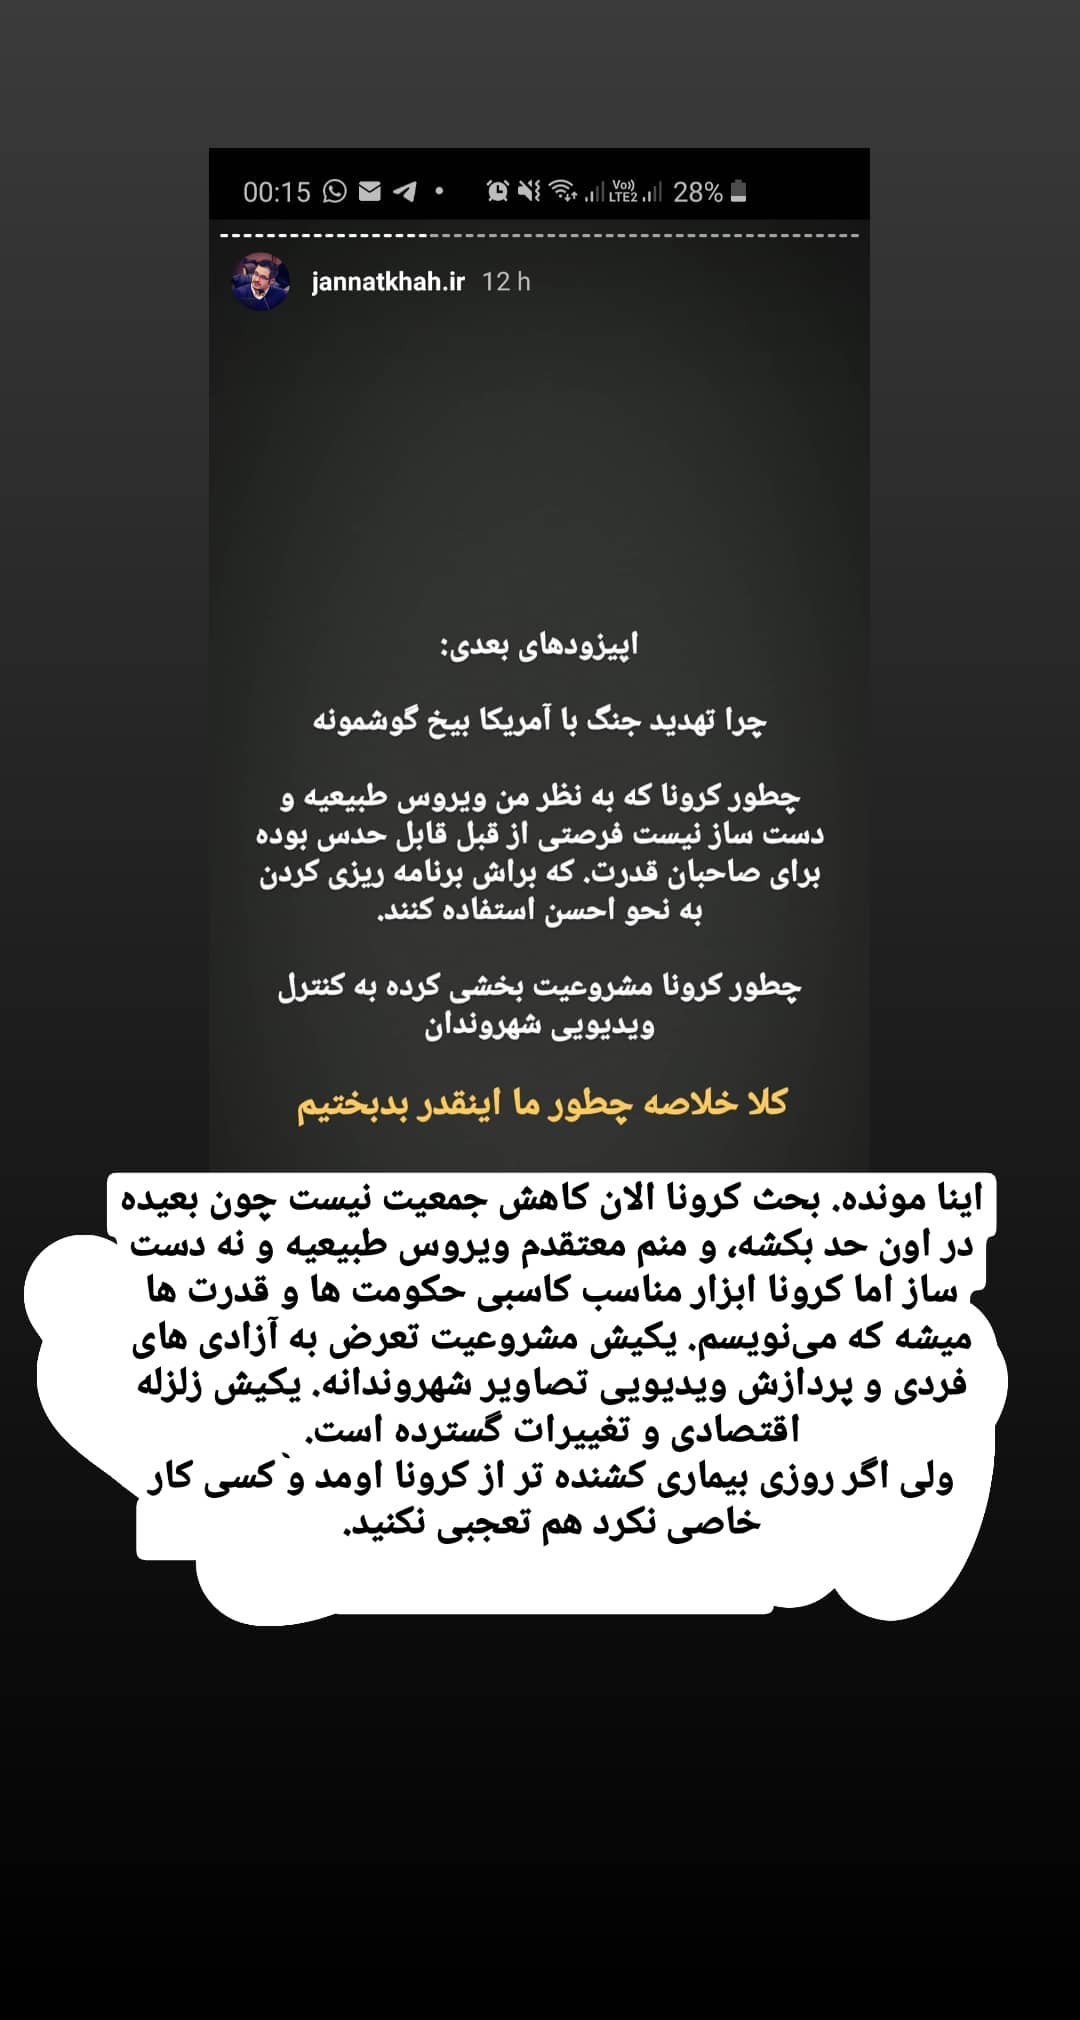 00:15 28%
VoLTE2
jannatkhah.ir 12 h
اپیزودهای بعدی:
چرا تهدید جنگ با آمریکا بیخ گوشمونه
چطور کرونا که به نظر من ویروس طبیعیه و
دست ساز نیست فرصتی از قبل قابل حدس بوده
برای صاحبان قدرت. که براش برنامه ریزی کردن
به نحو احسن استفاده کنند.
چطور کرونا مشروعیت بخشی کرده به کنترل
ویدیویی شهروندان
کلا خلاصه چطور ما اینقدر بدبختیم
اینا مونده. بحث کرونا الان کاهش جمعیت نیست چون بعیده
در اون حد بکشه، و منم معتقدم ویروس طبیعیه و نه دست
ساز اما کرونا ابزار مناسب کاسبی حکومت ها و قدرت ها
میشه که می‌نویسم. یکیش مشروعیت تعرض به آزادی های
فردی و پردازش ویدیویی تصاویر شهروندانه. یکیش زلزله
اقتصادی و تغییرات گسترده است.
ولی اگر روزی بیماری کشنده تر از کرونا اومد و کسی کار
خاصی نکرد هم تعجبی نکنید.